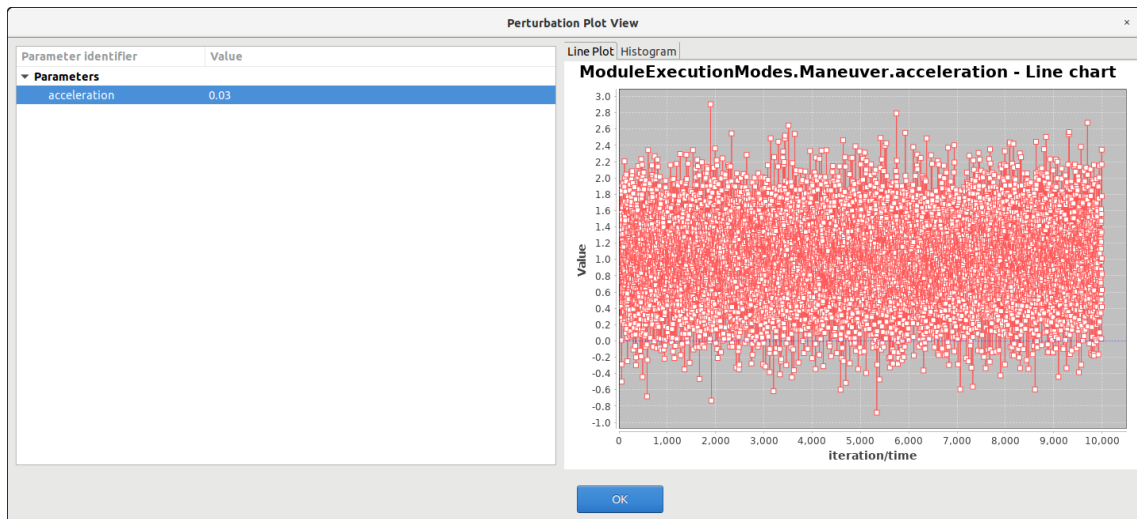 Perturbation Plot View
×
Parameter identifier Value
Parameters
acceleration 0.03
Line Plot Histogram
ModuleExecutionModes.Maneuver.acceleration - Line chart
3.0
2.8
2.6
2.4
2.2
2.0
1.8
1.6
1.4
1.2
1.0
0.8
0.6
0.4
0.2
0.0
-0.2
-0.4
-0.6
-0.8
-1.0
Value
0 1,000 2,000 3,000 4,000 5,000 6,000 7,000 8,000 9,000 10,000
iteration/time
OK